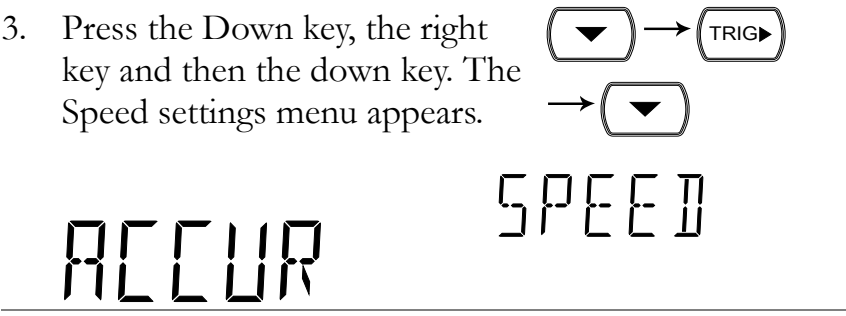 3. Press the Down key, the right
key and then the down key. The
Speed settings menu appears.
TRIG
SPEED
ACCUR